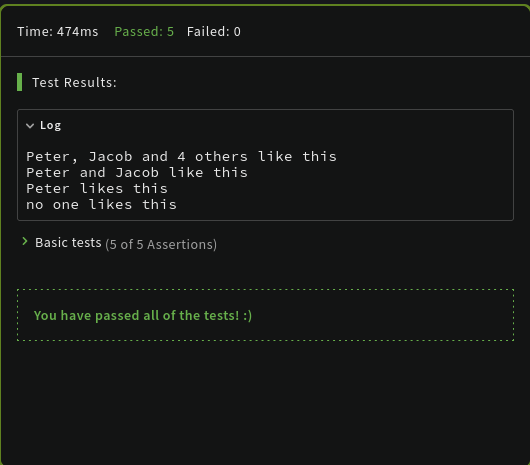 Time: 474ms Passed: 5 Failed: 0
Test Results:
Log
Peter, Jacob and 4 others like this
Peter and Jacob like this
Peter likes this
no one likes this
Basic tests (5 of 5 Assertions)
You have passed all of the tests! :)